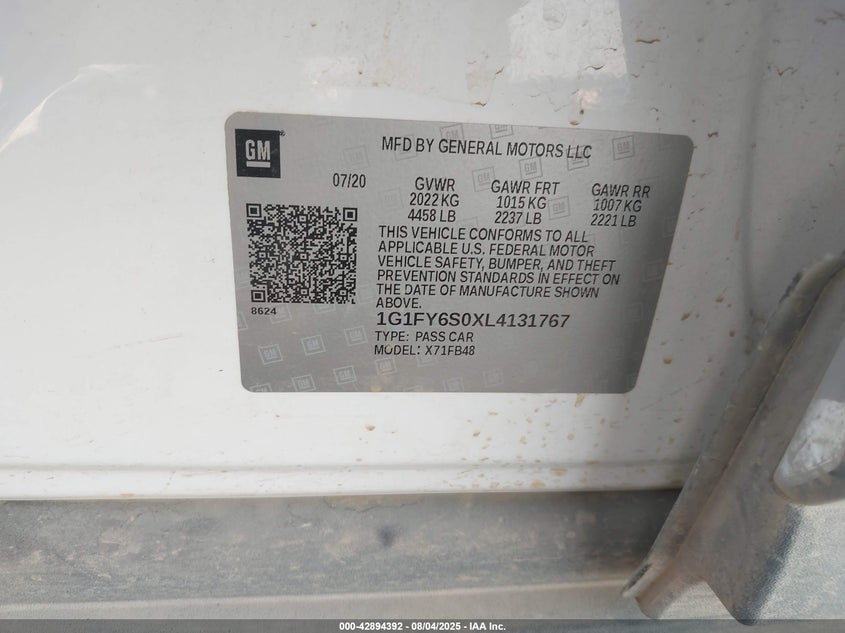 GM
MFD BY GENERAL MOTORS LLC
07/20
GVWR GAWR FRT GAWR RR
2022 KG 1015 KG 1007 KG
4458 LB 2237 LB 2221 LB
THIS VEHICLE CONFORMS TO ALL
APPLICABLE U.S. FEDERAL MOTOR
VEHICLE SAFETY, BUMPER, AND THEFT
PREVENTION STANDARDS IN EFFECT ON
THE DATE OF MANUFACTURE SHOWN
ABOVE.
8624
1G1FY6S0XL4131767
TYPE: PASS CAR
MODEL: X71FB48
000-42894392 - 08/04/2025 - IAA Inc.